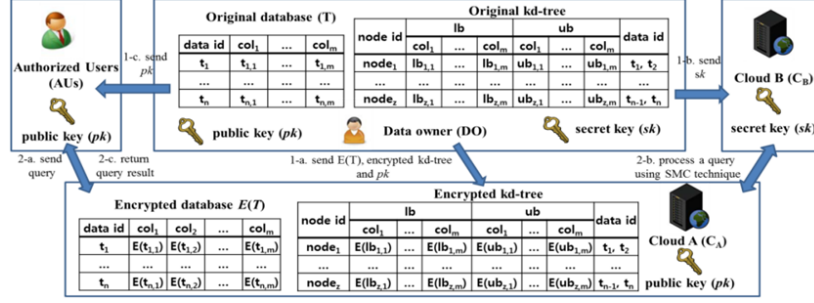 Authorized Users
(AUs)
public key (pk)
1-c. send
pk
Original database (T)
data id col1 ... colm
t1 t1,1 ... t1,m
... ... ... ...
tn tn,1 ... tn,m
public key (pk)
Original kd-tree
node id lb ub data id
col1 ... colm col1 ... colm
node1 lb1,1 ... lb1,m ub1,1 ... ub1,m t1, t2
... ... ... ... ... ... ... ...
nodez lbz,1 ... lbz,m ubz,1 ... ubz,m tn-1, tn
Data owner (DO)
secret key (sk)
1-b. send
sk
Cloud B (CB)
secret key (sk)
2-a. send
query
2-c. return
query result
1-a. send E(T), encrypted kd-tree
and pk
2-b. process a query
using SMC technique
Encrypted database E(T)
data id col1 col2 ... colm
t1 E(t1,1) E(t1,2) ... E(t1,m)
... ... ... ... ...
tn E(tn,1) E(tn,2) ... E(tn,m)
Encrypted kd-tree
node id lb ub data id
col1 ... colm col1 ... colm
node1 E(lb1,1) ... E(lb1,m) E(ub1,1) ... E(ub1,m) t1, t2
... ... ... ... ... ... ... ...
nodez E(lbz,1) ... E(lbz,m) E(ubz,1) ... E(ubz,m) tn-1, tn
Cloud A (CA)
public key (pk)